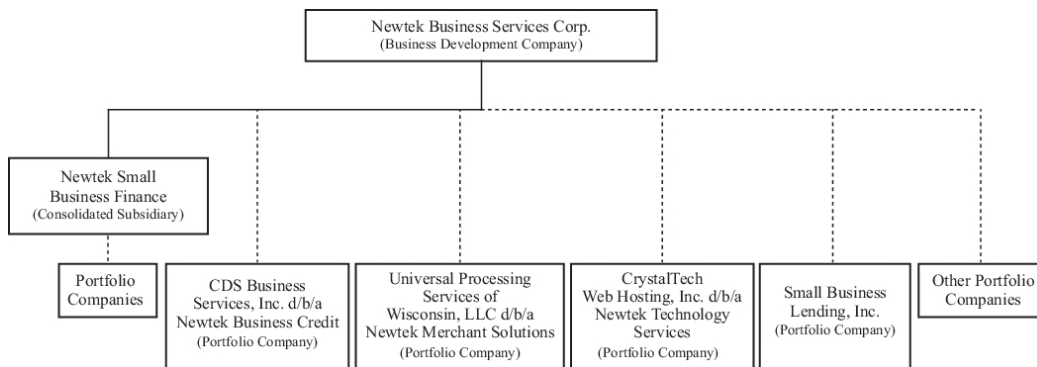 Newtek Business Services Corp.
(Business Development Company)
Newtek Small
Business Finance
(Consolidated Subsidiary)
Portfolio
Companies
CDS Business
Services, Inc. d/b/a
Newtek Business Credit
(Portfolio Company)
Universal Processing
Services of
Wisconsin, LLC d/b/a
Newtek Merchant Solutions
(Portfolio Company)
CrystalTech
Web Hosting, Inc. d/b/a
Newtek Technology
Services
(Portfolio Company)
Small Business
Lending, Inc.
(Portfolio Company)
Other Portfolio
Companies